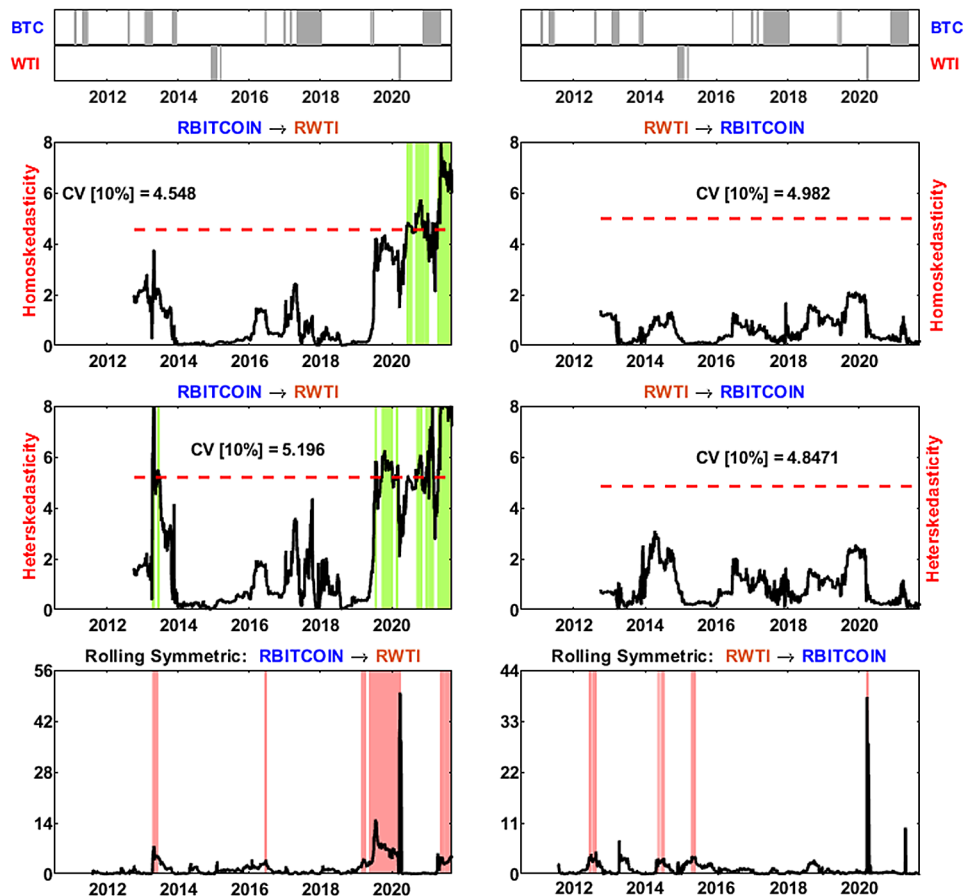 BTC
BTC
WTI
WTI
2012 2014 2016 2018 2020
2012 2014 2016 2018 2020
RBITCOIN → RWTI
RWTI → RBITCOIN
Homoskedasticity
8
6
4
2
0
CV [10%] = 4.548
2012 2014 2016 2018 2020
8
6
4
2
0
CV [10%] = 4.982
2012 2014 2016 2018 2020
Homoskedasticity
RBITCOIN → RWTI
RWTI → RBITCOIN
Heterskedasticity
8
6
4
2
0
CV [10%] = 5.196
2012 2014 2016 2018 2020
8
6
4
2
0
CV [10%] = 4.8471
2012 2014 2016 2018 2020
Heterskedasticity
Rolling Symmetric: RBITCOIN → RWTI
Rolling Symmetric: RWTI → RBITCOIN
56
42
28
14
0
2012 2014 2016 2018 2020
44
33
22
11
0
2012 2014 2016 2018 2020